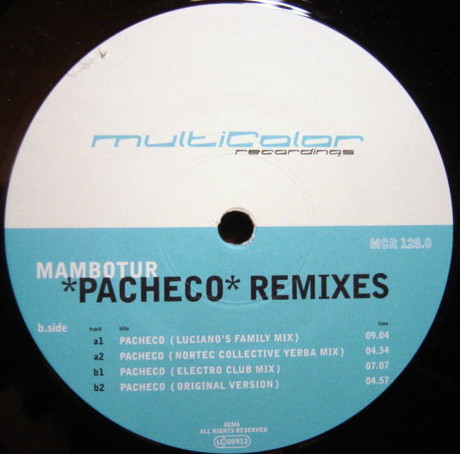 multiColor
recordings
MCR 128.0
MAMBOTUR
*PACHECO* REMIXES
b.side track title time
a1 PACHECO (LUCIANO'S FAMILY MIX) 09.04
a2 PACHECO (NORTEC COLLECTIVE YERBA MIX) 04.34
b1 PACHECO (ELECTRO CLUB MIX) 07.07
b2 PACHECO (ORIGINAL VERSION) 04.57
GEMA
ALL RIGHTS RESERVED
LC 00912